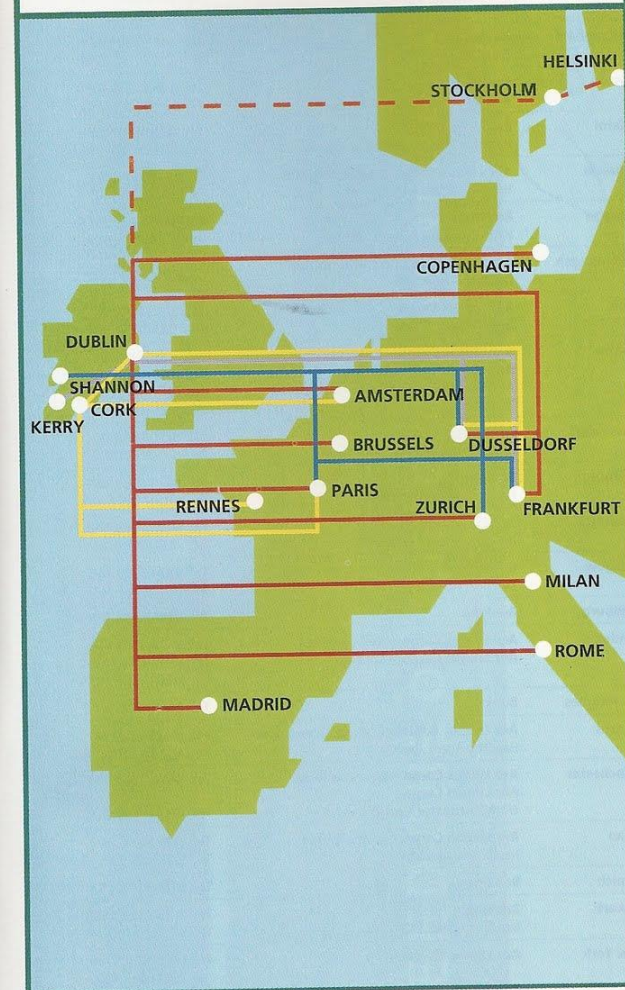 HELSINKI
STOCKHOLM
COPENHAGEN
DUBLIN
SHANNON
KERRY
CORK
AMSTERDAM
BRUSSELS
DUSSELDORF
PARIS
RENNES
ZURICH
FRANKFURT
MILAN
ROME
MADRID